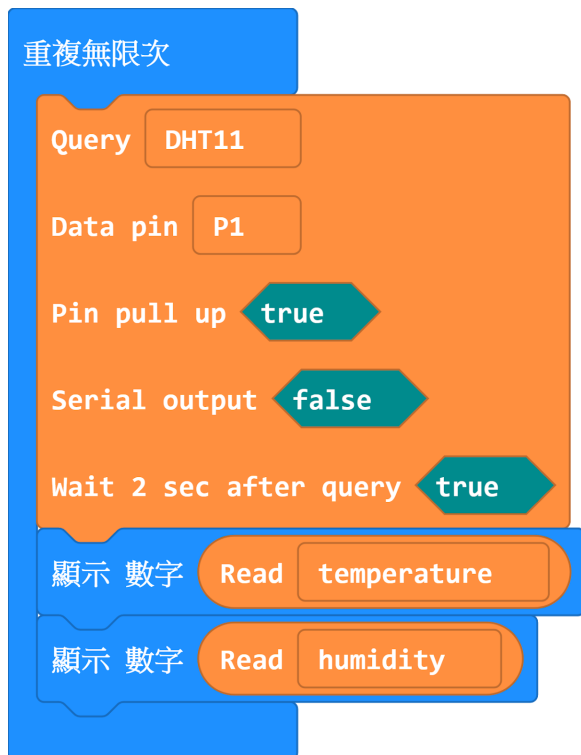 重複無限次
Query DHT11
Data pin P1
Pin pull up true
Serial output false
Wait 2 sec after query true
顯示 數字 Read temperature
顯示 數字 Read humidity